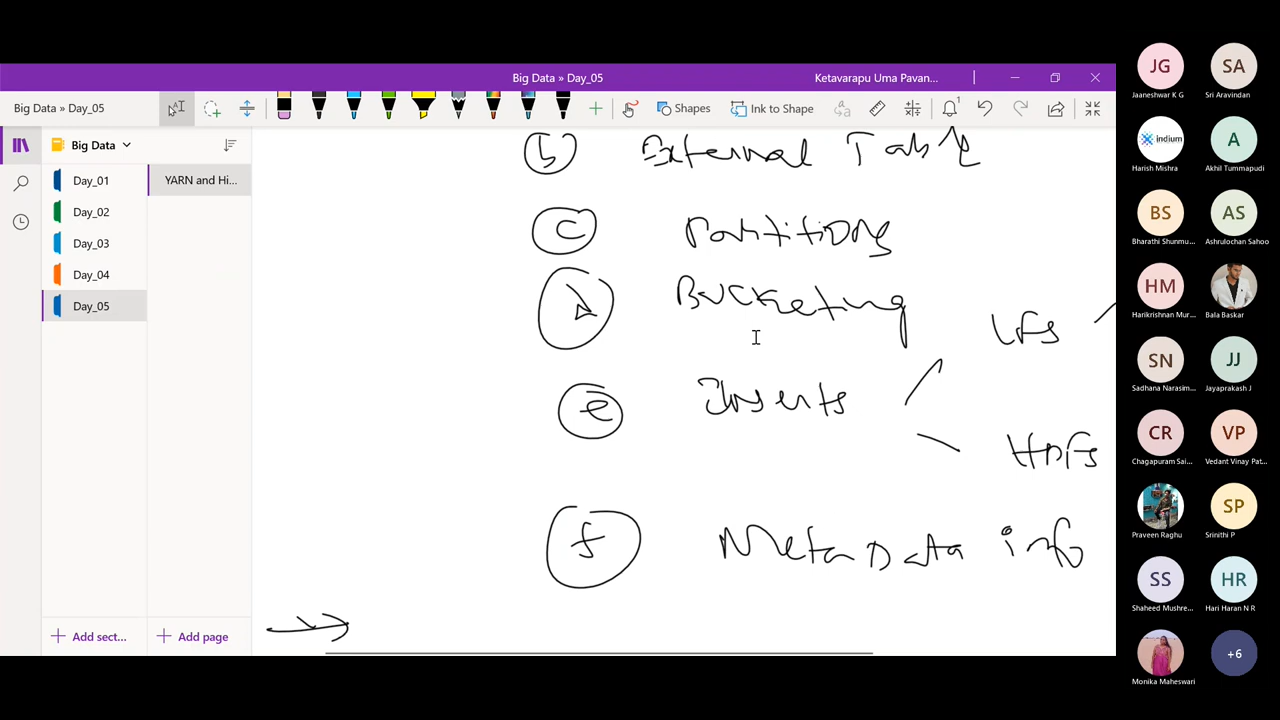 Big Data » Day_05
Ketavarapu Uma Pavan...
Big Data » Day_05
Shapes
Ink to Shape
Big Data
Day_01
Day_02
Day_03
Day_04
Day_05
YARN and Hi...
Add sect...
Add page
b External Table
c Partitions
d Bucketing
LFS
e Inserts
HDFS
f MetaData info
JG
Jaaneshwar K G
SA
Sri Aravindan
indium
Harish Mishra
A
Akhil Tummapudi
BS
Bharathi Shunmu...
AS
Ashrulochan Sahoo
HM
Harikrishnan Mur...
Bala Baskar
SN
Sadhana Narasim...
JJ
Jayaprakash J
CR
Chagapuram Sai...
VP
Vedant Vinay Pat...
Praveen Raghu
SP
Srinithi P
SS
Shaheed Mushre...
HR
Hari Haran N R
Monika Maheswari
+6